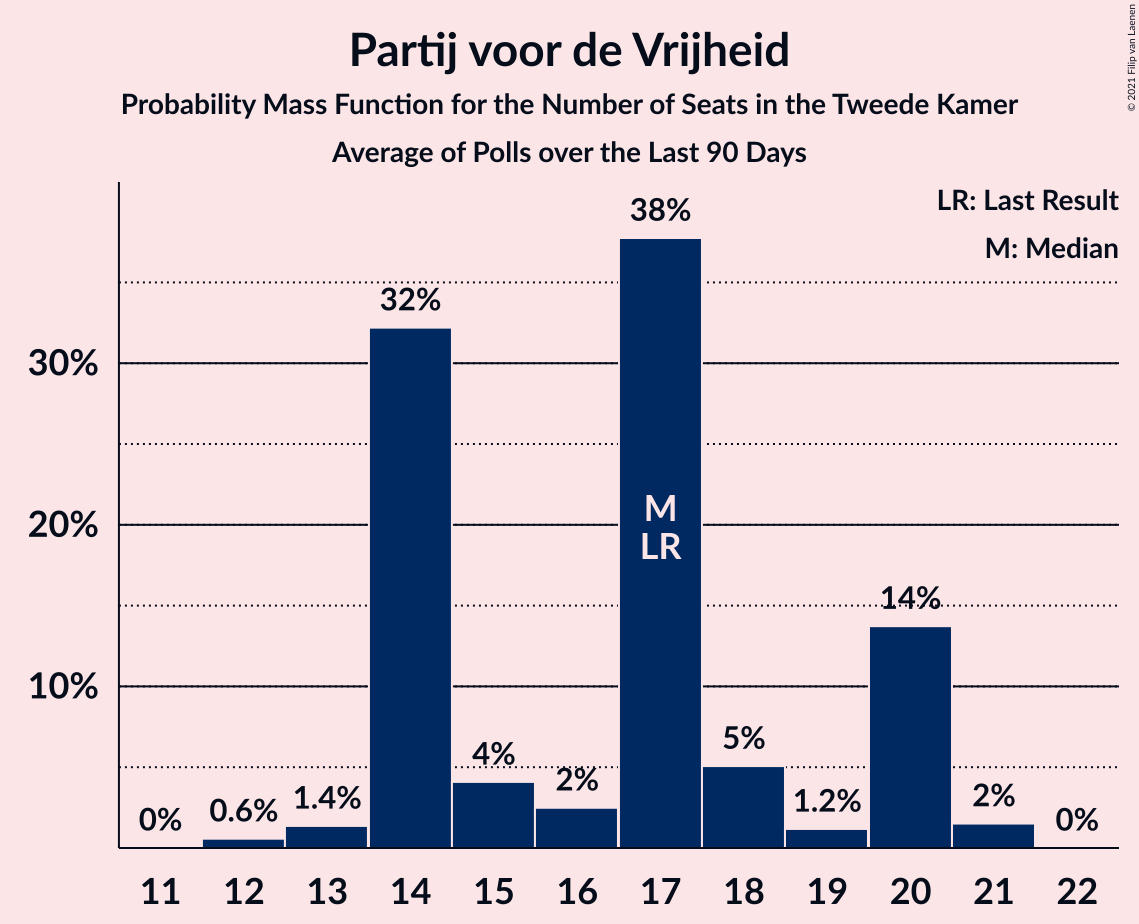 Partij voor de Vrijheid
Probability Mass Function for the Number of Seats in the Tweede Kamer
Average of Polls over the Last 90 Days
© 2021 Filip van Laenen
LR: Last Result
M: Median
38%
32%
30%
M
20%
LR
14%
10%
5%
4%
2%
2%
1.4%
1.2%
0.6%
0%
0%
11 12 13 14 15 16 17 18 19 20 21 22